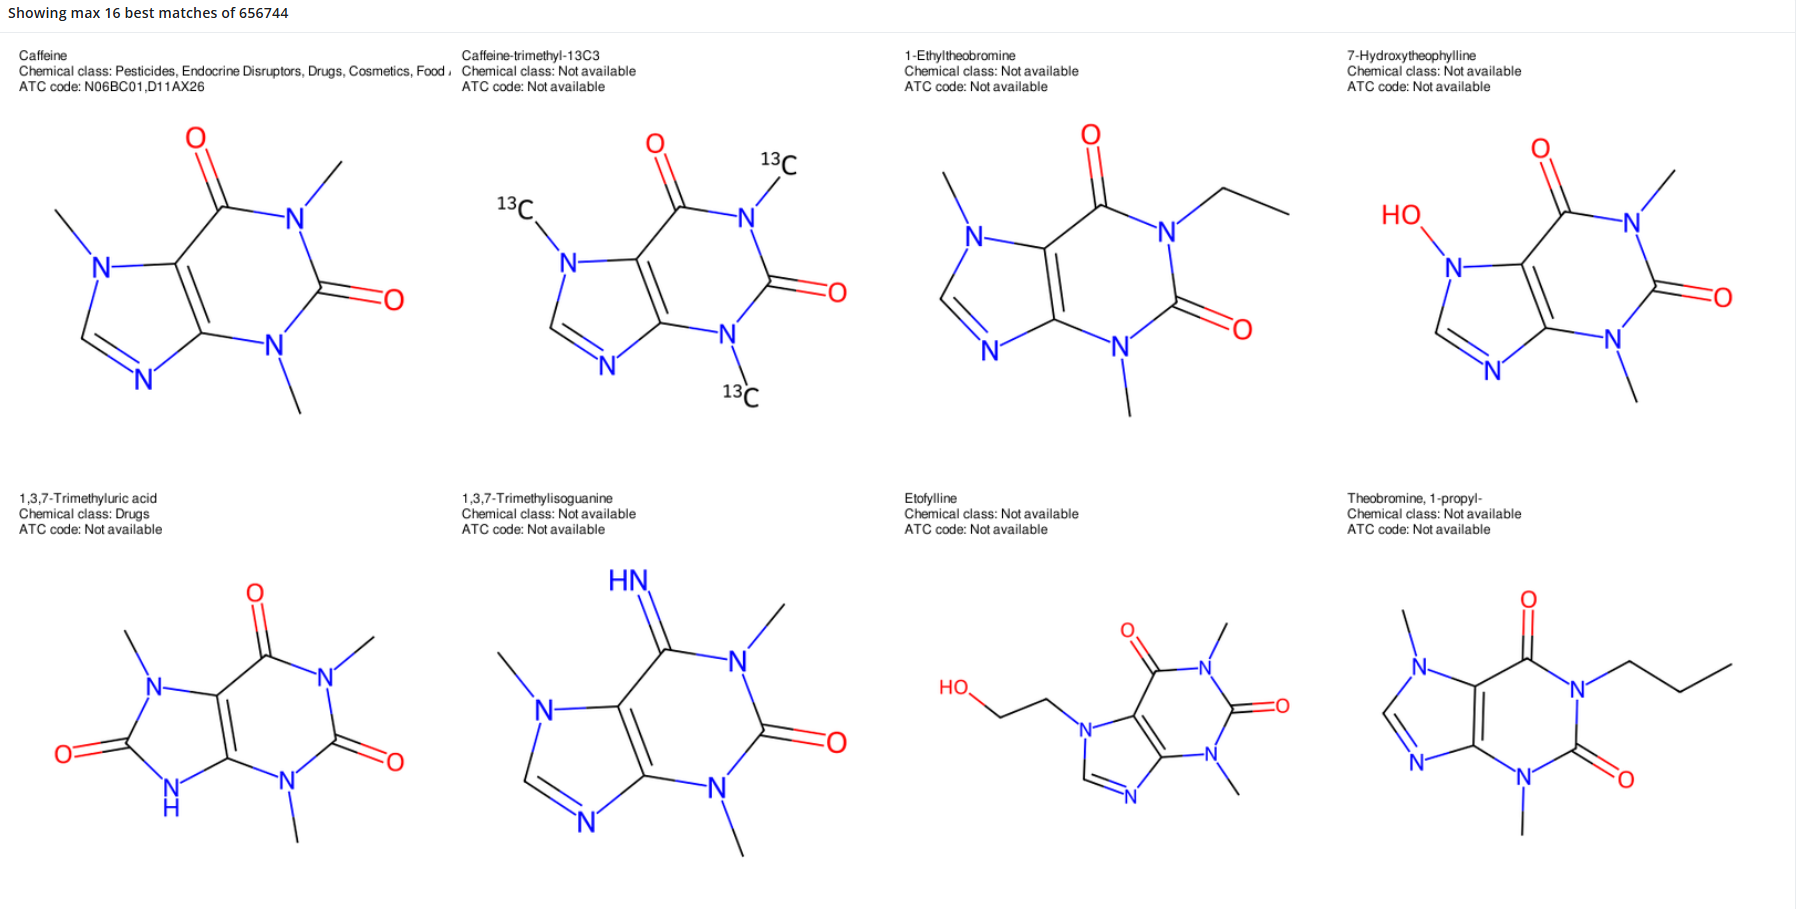 Showing max 16 best matches of 656744
Caffeine
Chemical class: Pesticides, Endocrine Disruptors, Drugs, Cosmetics, Food
ATC code: N06BC01,D11AX26
O
N
N
O
N
N
Caffeine-trimethyl-13C3
Chemical class: Not available
ATC code: Not available
O
13C
13C
N
N
O
N
N
13C
1-Ethyltheobromine
Chemical class: Not available
ATC code: Not available
O
N
N
O
N
N
7-Hydroxytheophylline
Chemical class: Not available
ATC code: Not available
O
HO
N
N
O
N
N
1,3,7-Trimethyluric acid
Chemical class: Drugs
ATC code: Not available
O
N
N
O
O
N
H
N
1,3,7-Trimethylisoguanine
Chemical class: Not available
ATC code: Not available
HN
N
N
O
N
N
Etofylline
Chemical class: Not available
ATC code: Not available
O
N
HO
O
N
N
N
Theobromine, 1-propyl-
Chemical class: Not available
ATC code: Not available
O
N
N
N
N
O